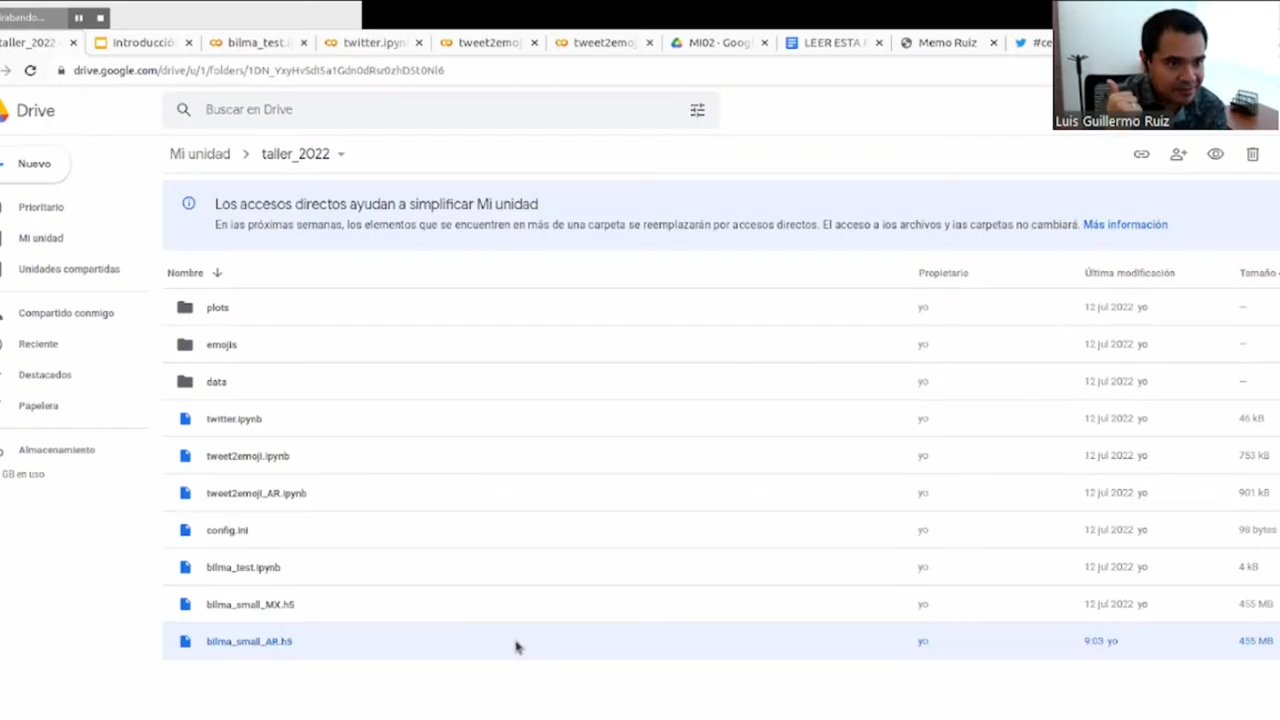 rabando...
taller_2022
Introducció
bilma_test.i
twitter.ipyn
tweet2emoj
tweet2emo
MI02 - Goog
LEER ESTA
Memo Ruiz
#ce
drive.google.com/drive/u/1/folders/1DN_YxyHvSdI5a1Gdn0dRsr0zhD5t0Nl6
Drive
Buscar en Drive
Luis Guillermo Ruiz
Mi unidad > taller_2022
Nuevo
Prioritario
Mi unidad
Unidades compartidas
Compartido conmigo
Reciente
Destacados
Papelera
Almacenamiento
GB en uso
Los accesos directos ayudan a simplificar Mi unidad
En las próximas semanas, los elementos que se encuentren en más de una carpeta se reemplazarán por accesos directos. El acceso a los archivos y las carpetas no cambiará. Más información
Nombre Propietario Última modificación Tamaño
plots yo 12 jul 2022 yo —
emojis yo 12 jul 2022 yo —
data yo 12 jul 2022 yo —
twitter.ipynb yo 12 jul 2022 yo 46 kB
tweet2emoji.ipynb yo 12 jul 2022 yo 753 kB
tweet2emoji_AR.ipynb yo 12 jul 2022 yo 901 kB
config.ini yo 12 jul 2022 yo 98 bytes
bilma_test.ipynb yo 12 jul 2022 yo 4 kB
bilma_small_MX.h5 yo 12 jul 2022 yo 455 MB
bilma_small_AR.h5 yo 9:03 yo 455 MB